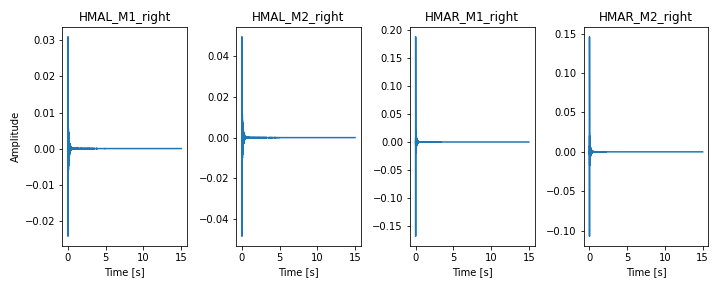 HMAL_M1_right
HMAL_M2_right
HMAR_M1_right
HMAR_M2_right
Amplitude
0.03
0.02
0.01
0.00
−0.01
−0.02
0 5 10 15
Time [s]
0.04
0.02
0.00
−0.02
−0.04
0 5 10 15
Time [s]
0.20
0.15
0.10
0.05
0.00
−0.05
−0.10
−0.15
0 5 10 15
Time [s]
0.15
0.10
0.05
0.00
−0.05
−0.10
0 5 10 15
Time [s]